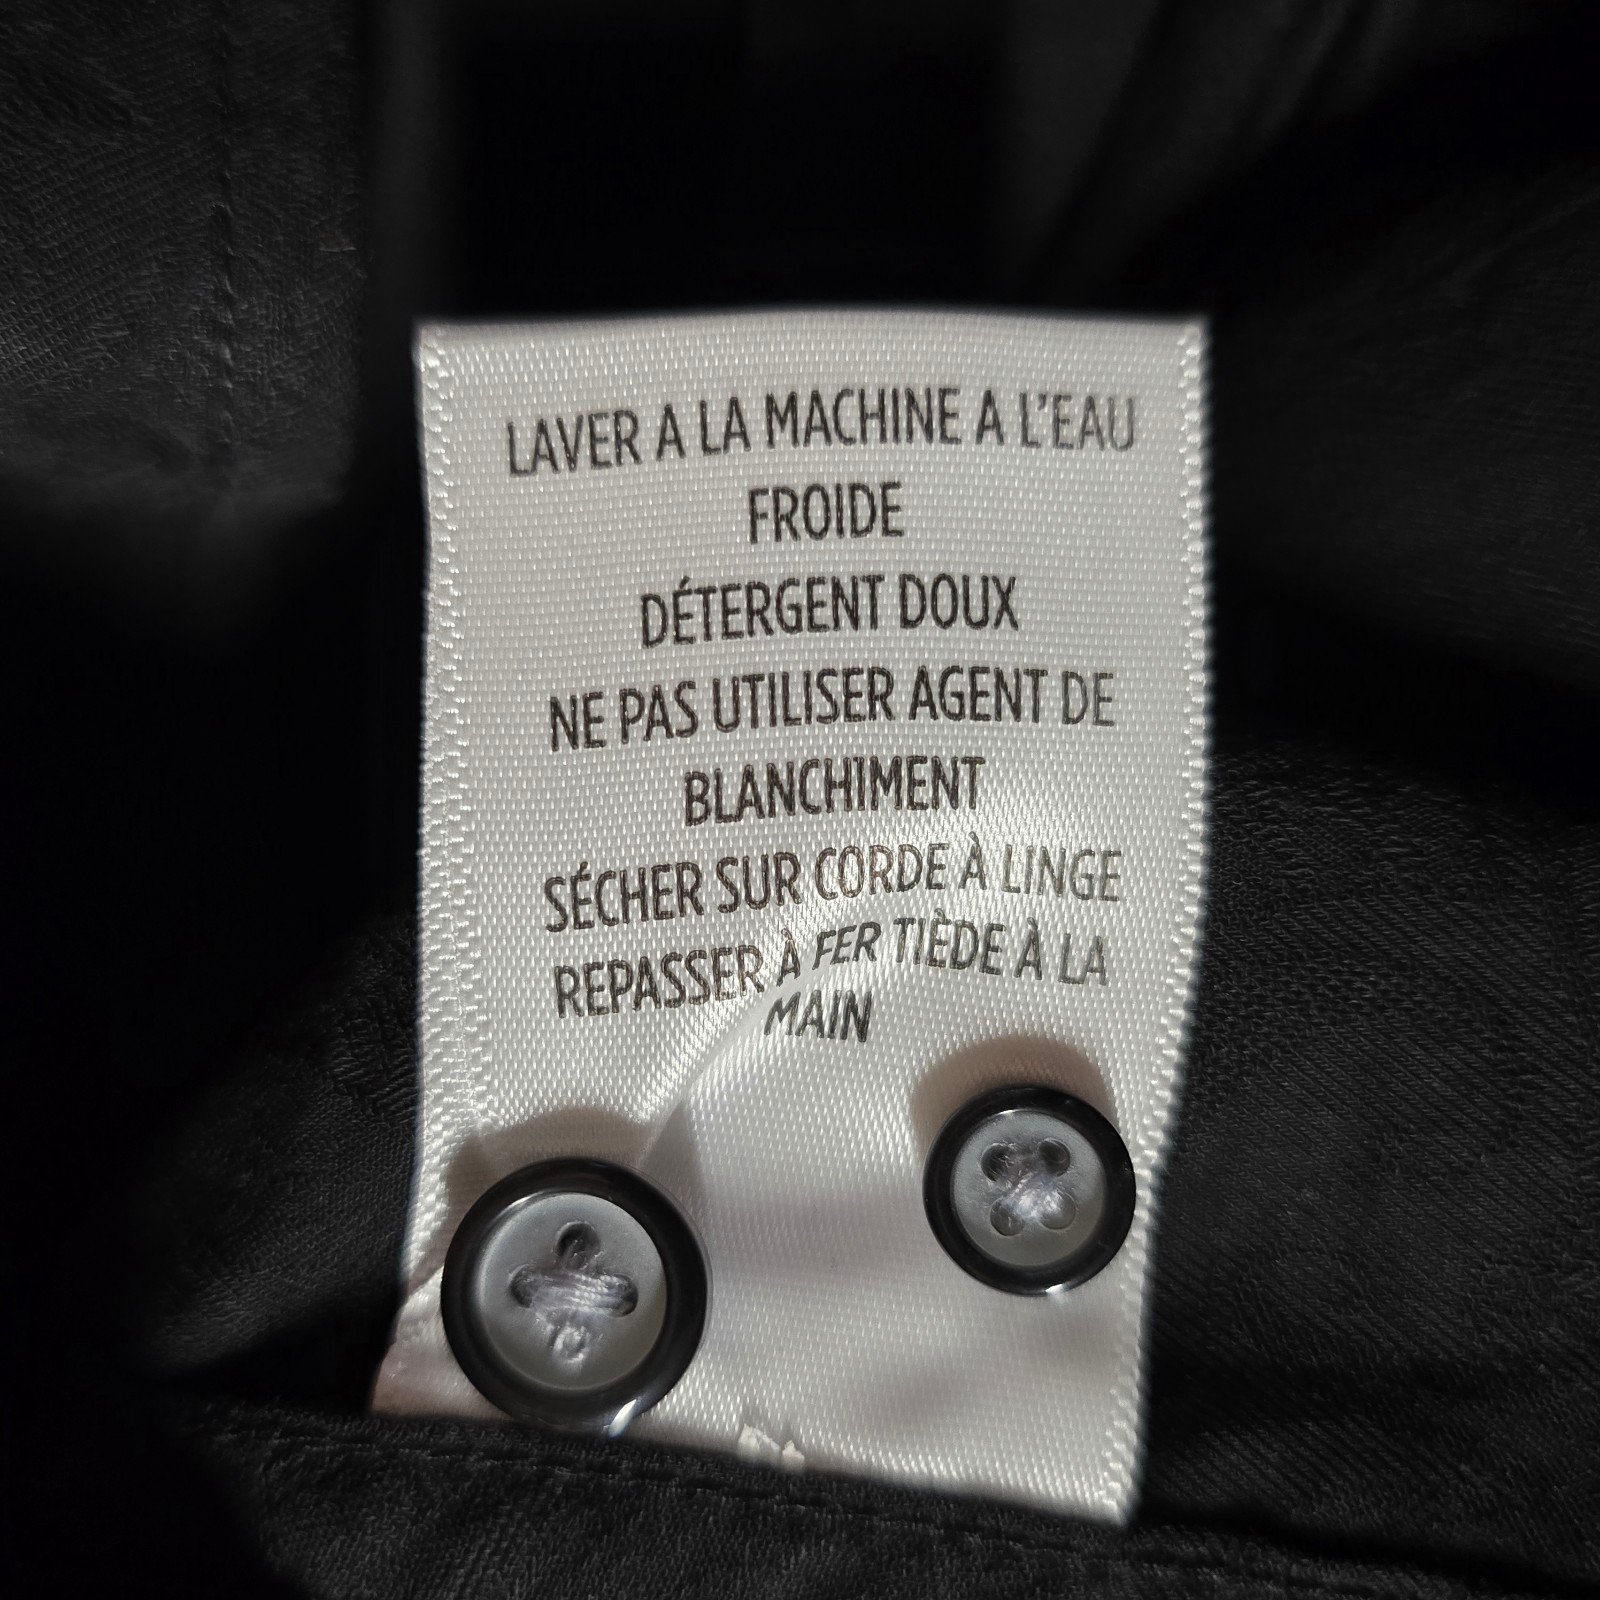 LAVER A LA MACHINE A L'EAU
FROIDE
DÉTERGENT DOUX
NE PAS UTILISER AGENT DE
BLANCHIMENT
SÉCHER SUR CORDE À LINGE
REPASSER À FER TIÈDE À LA
MAIN